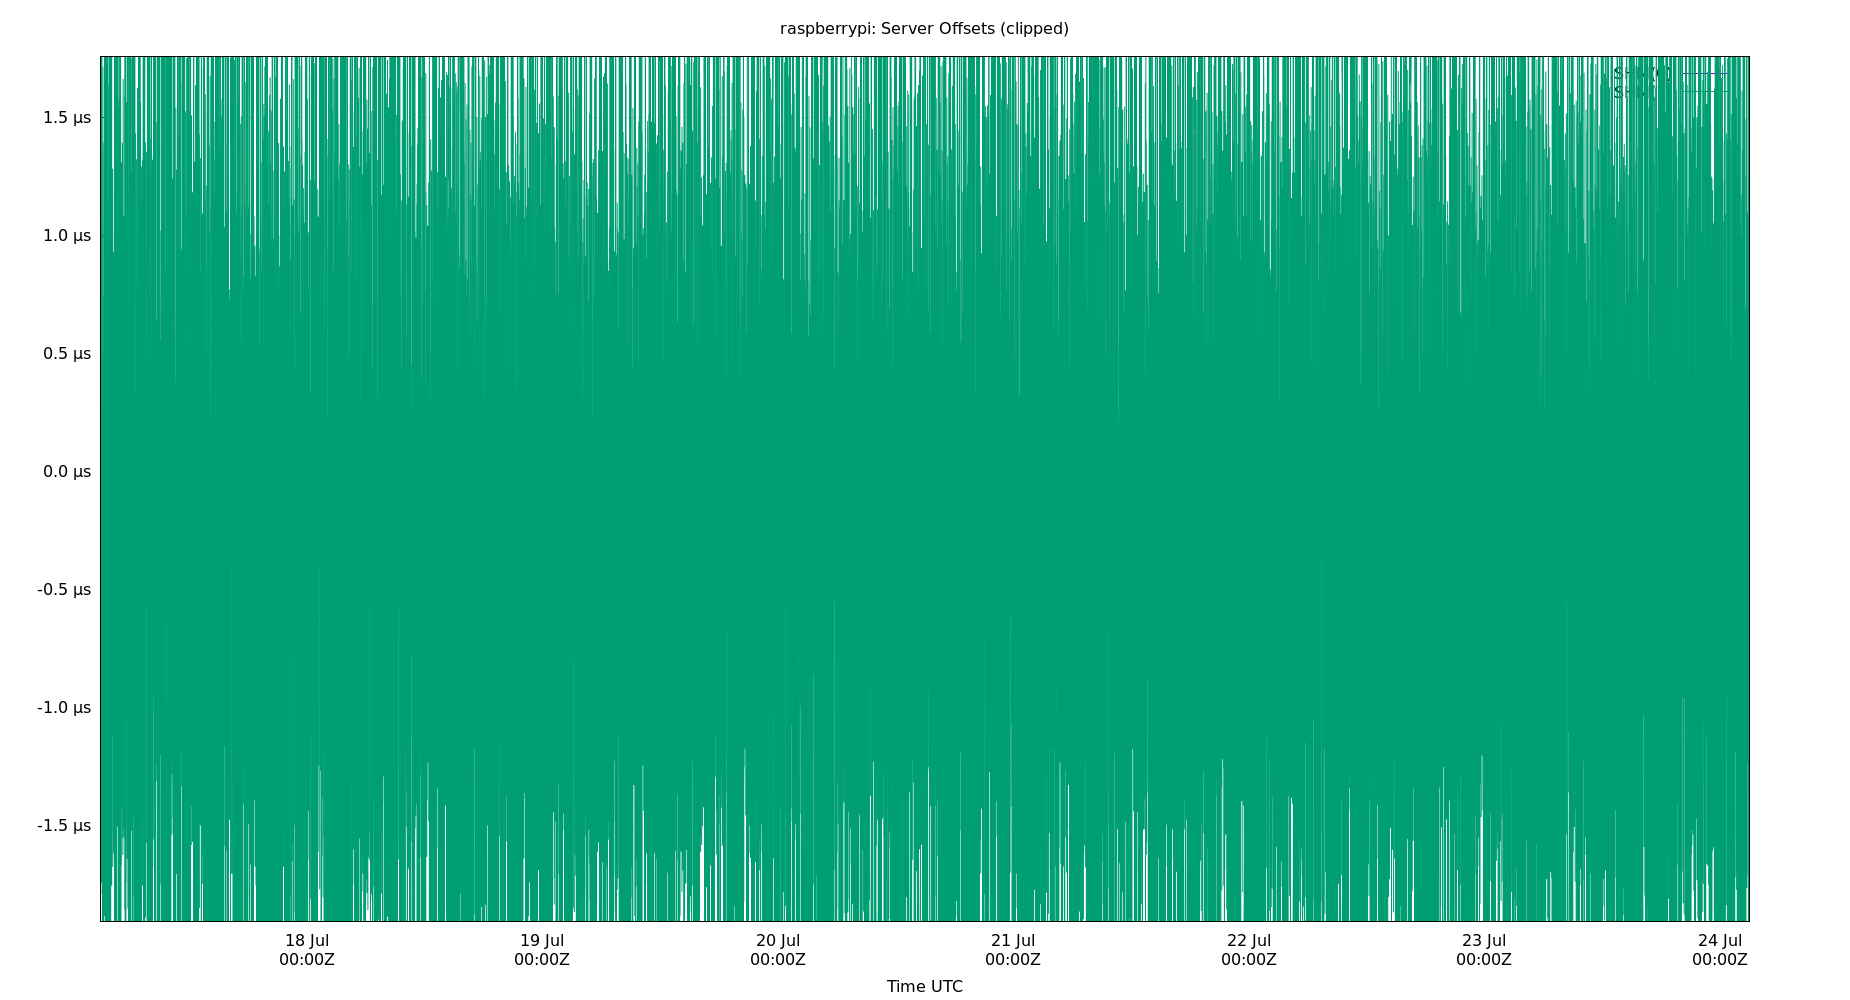 raspberrypi: Server Offsets (clipped)
1.5 µs
1.0 µs
0.5 µs
0.0 µs
-0.5 µs
-1.0 µs
-1.5 µs
18 Jul 19 Jul 20 Jul 21 Jul 22 Jul 23 Jul 24 Jul
00:00Z 00:00Z 00:00Z 00:00Z 00:00Z 00:00Z 00:00Z
Time UTC